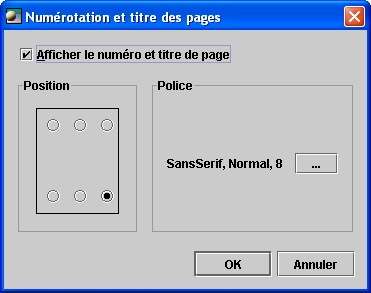 Numérotation et titre des pages
Afficher le numéro et titre de page
Position
Police
SansSerif, Normal, 8
...
OK
Annuler